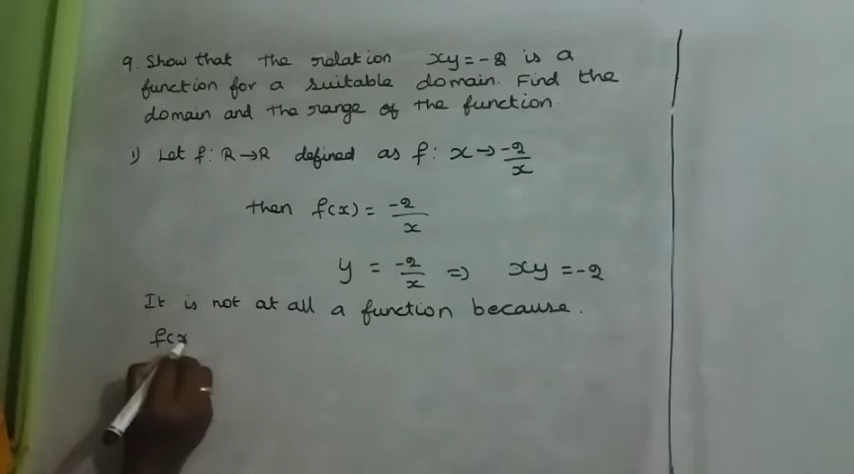 9. Show that the relation xy = -2 is a
function for a suitable domain. Find the
domain and the range of the function.
1) Let f: R→R defined as f: x → -2/x
then f(x) = -2/x
y = -2/x => xy = -2
It is not at all a function because.
f(x